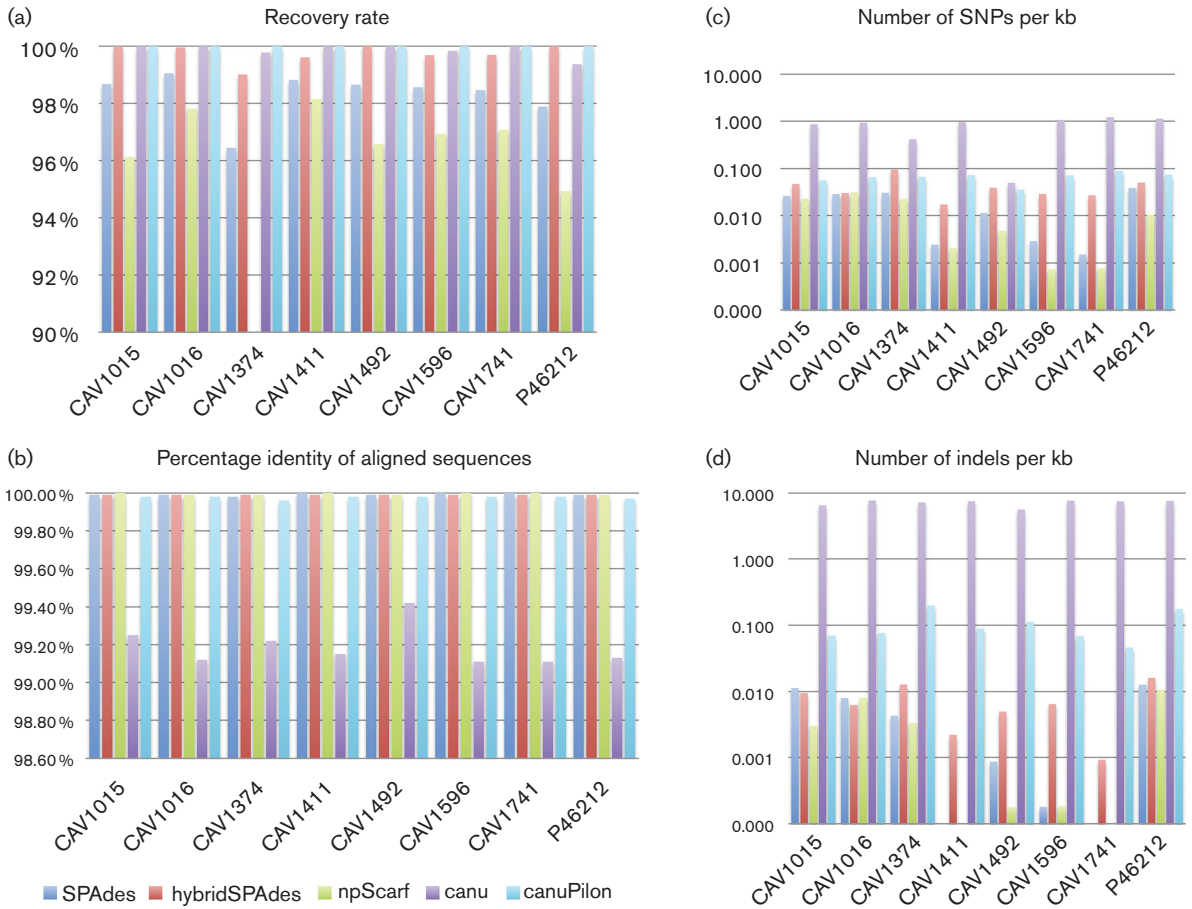 (a)
Recovery rate
100 %
98 %
96 %
94 %
92 %
90 %
CAV1015
CAV1016
CAV1374
CAV1411
CAV1492
CAV1596
CAV1741
P46212
(c)
Number of SNPs per kb
10.000
1.000
0.100
0.010
0.001
0.000
CAV1015
CAV1016
CAV1374
CAV1411
CAV1492
CAV1596
CAV1741
P46212
(b)
Percentage identity of aligned sequences
100.00 %
99.80 %
99.60 %
99.40 %
99.20 %
99.00 %
98.80 %
98.60 %
CAV1015
CAV1016
CAV1374
CAV1411
CAV1492
CAV1596
CAV1741
P46212
(d)
Number of indels per kb
10.000
1.000
0.100
0.010
0.001
0.000
CAV1015
CAV1016
CAV1374
CAV1411
CAV1492
CAV1596
CAV1741
P46212
SPAdes hybridSPAdes npScarf canu canuPilon